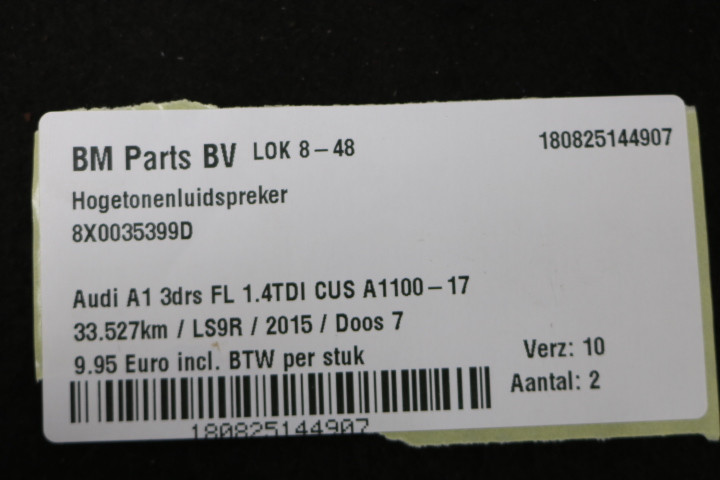 BM Parts BV LOK 8-48 180825144907
Hogetonenluidspreker
8X0035399D
Audi A1 3drs FL 1.4TDI CUS A1100-17
33.527km / LS9R / 2015 / Doos 7
9.95 Euro incl. BTW per stuk
Verz: 10
Aantal: 2
180825144907